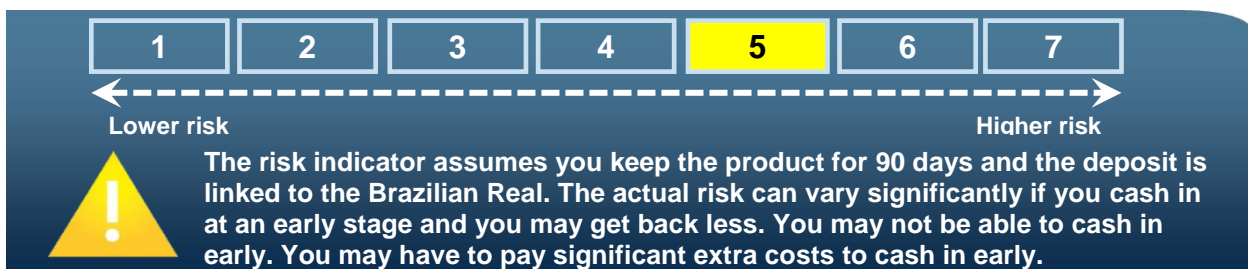 1 2 3 4 5 6 7
Lower risk Higher risk
!
The risk indicator assumes you keep the product for 90 days and the deposit is
linked to the Brazilian Real. The actual risk can vary significantly if you cash in
at an early stage and you may get back less. You may not be able to cash in
early. You may have to pay significant extra costs to cash in early.